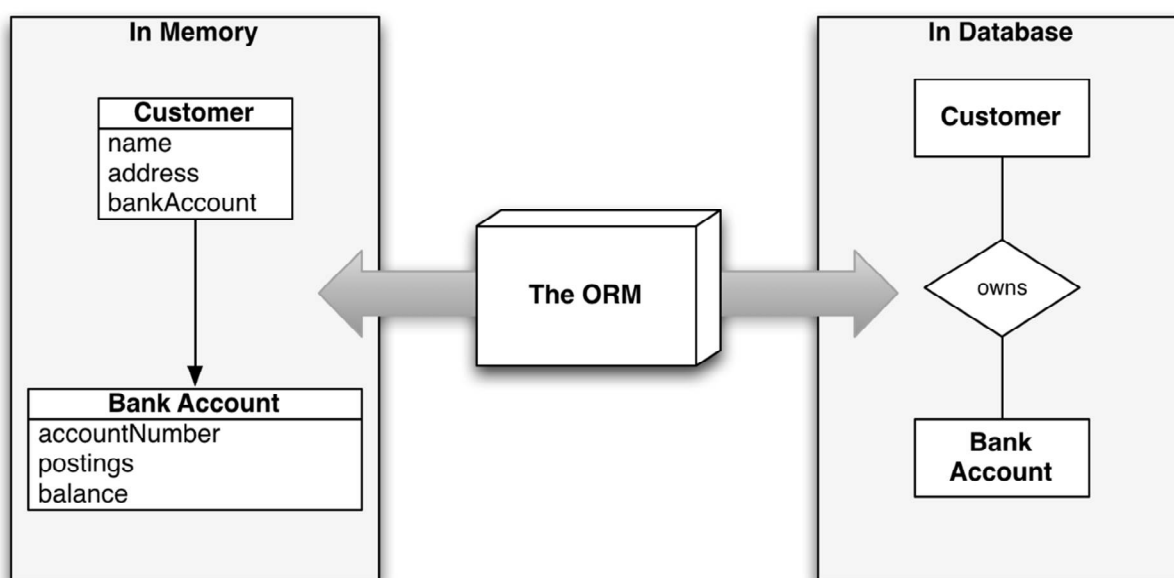 In Memory
Customer
name
address
bankAccount
Bank Account
accountNumber
postings
balance
The ORM
In Database
Customer
owns
Bank
Account